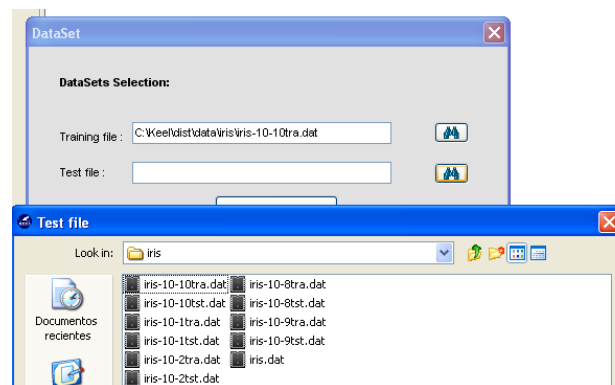 DataSet
DataSets Selection:
Training file : C:\Keel\dist\data\iris\iris-10-10tra.dat
Test file :
Test file
Look in: iris
iris-10-10tra.dat iris-10-8tra.dat
iris-10-10tst.dat iris-10-8tst.dat
iris-10-1tra.dat iris-10-9tra.dat
iris-10-1tst.dat iris-10-9tst.dat
iris-10-2tra.dat iris.dat
iris-10-2tst.dat
Documentos
recientes